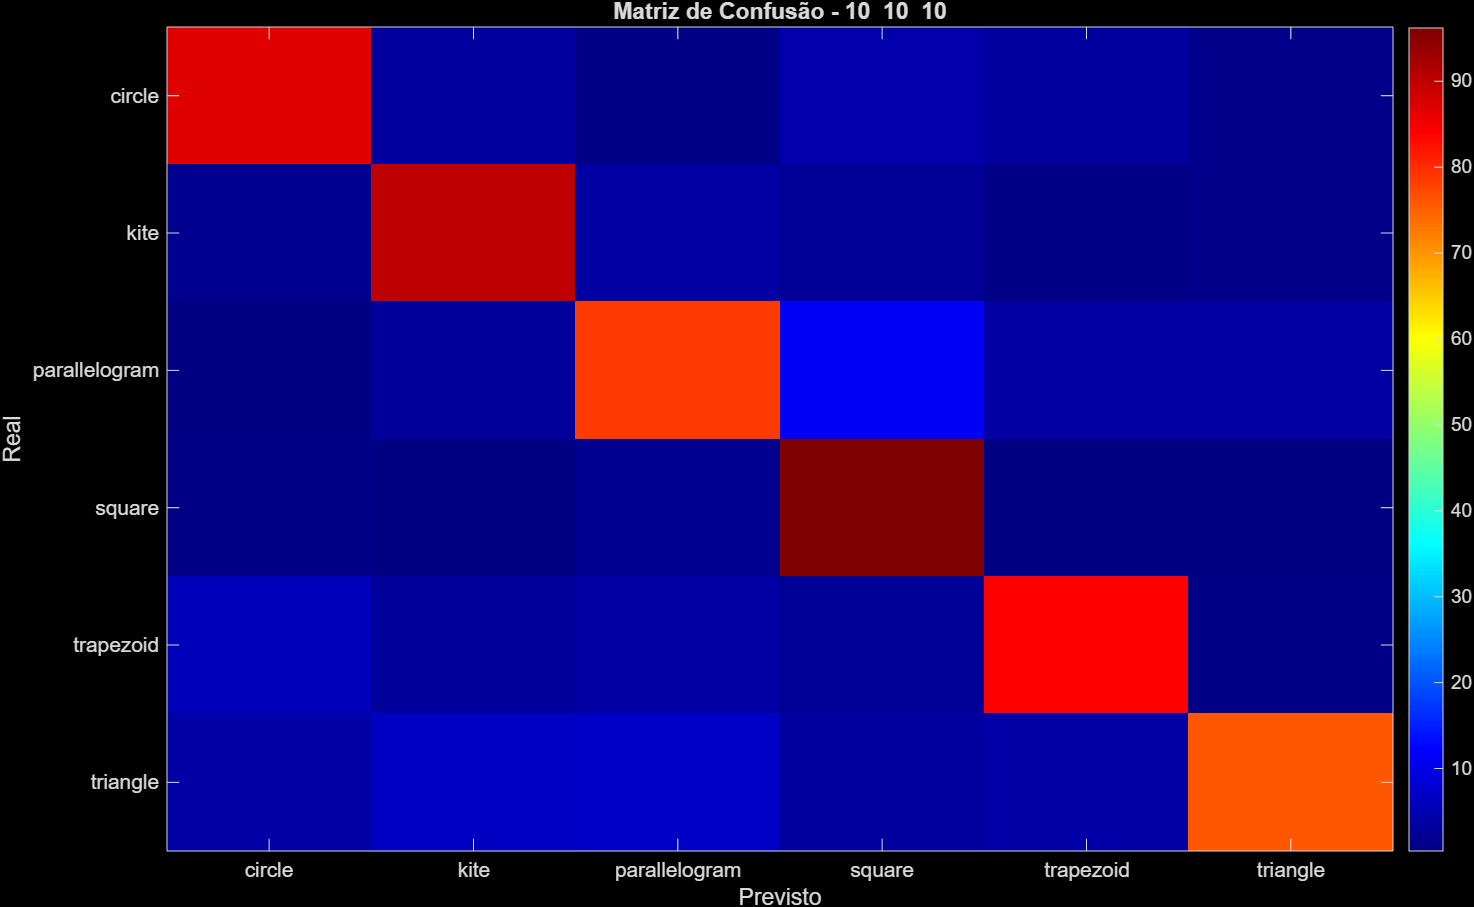 Matriz de Confusão - 10  10  10
circle
kite
parallelogram
square
trapezoid
triangle
Real
circle kite parallelogram square trapezoid triangle
Previsto
90
80
70
60
50
40
30
20
10